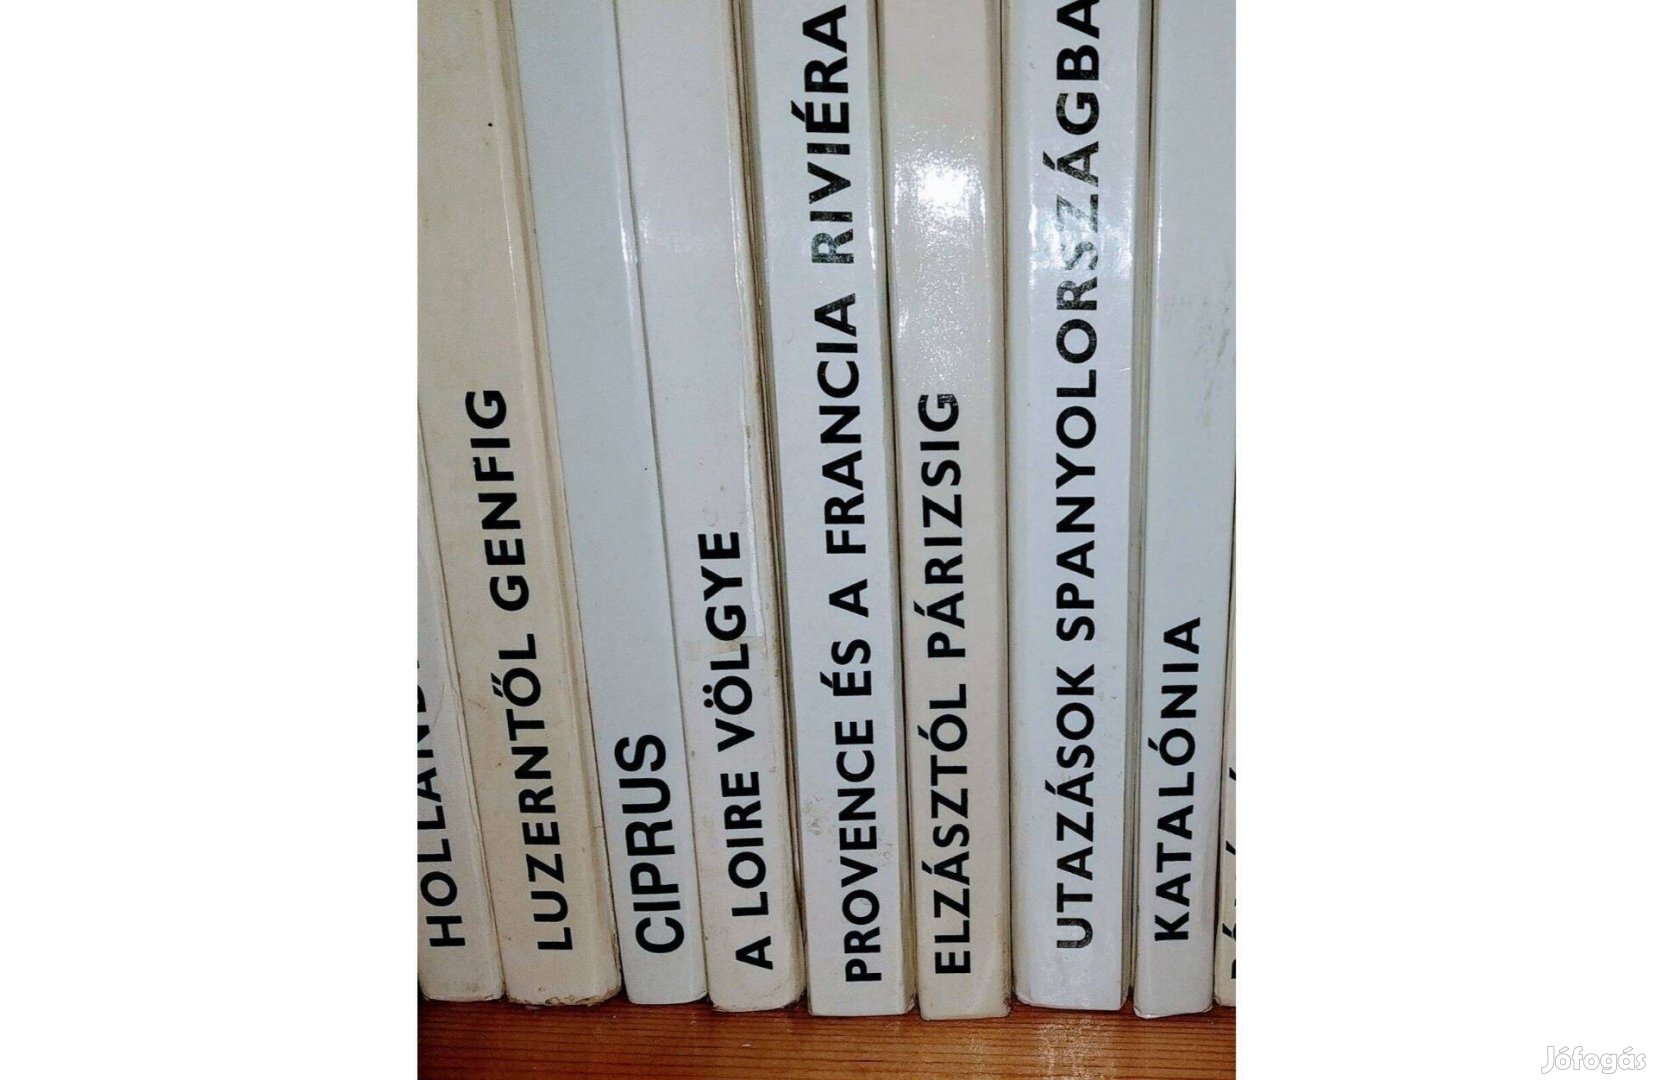 LUZERNTŐL GENFIG
CIPRUS
A LOIRE VÖLGYE
PROVENCE ÉS A FRANCIA RIVIÉRA
ELZÁSZTÓL PÁRIZSIG
UTAZÁSOK SPANYOLORSZÁGBA
KATALÓNIA
Jófogás